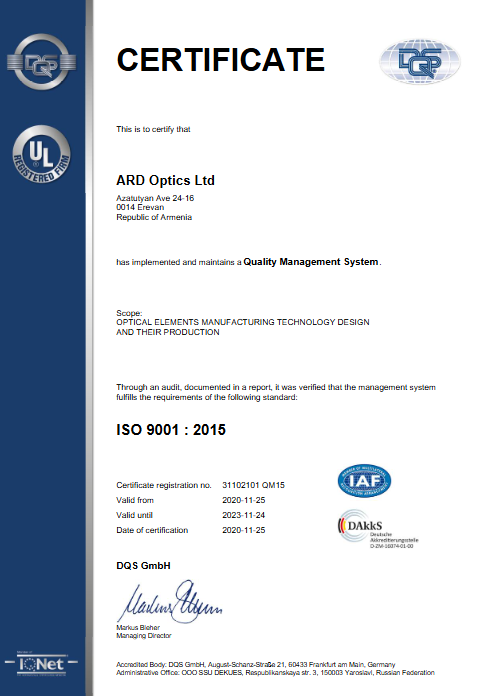 DQS
CERTIFICATE
DQS
This is to certify that
UL
REGISTERED FIRM
ARD Optics Ltd
Azatutyan Ave 24-16
0014 Erevan
Republic of Armenia
has implemented and maintains a Quality Management System.
Scope:
OPTICAL ELEMENTS MANUFACTURING TECHNOLOGY DESIGN
AND THEIR PRODUCTION
Through an audit, documented in a report, it was verified that the management system
fulfills the requirements of the following standard:
ISO 9001 : 2015
Certificate registration no. 31102101 QM15
Valid from 2020-11-25
Valid until 2023-11-24
Date of certification 2020-11-25
IAF
DAkkS
Deutsche
Akkreditierungsstelle
D-ZM-16074-01-00
DQS GmbH
Markus Bleher
Managing Director
IQNet
Accredited Body: DQS GmbH, August-Schanz-Straße 21, 60433 Frankfurt am Main, Germany
Administrative Office: OOO SSU DEKUES, Respublikanskaya str. 3, 150003 Yaroslavl, Russian Federation